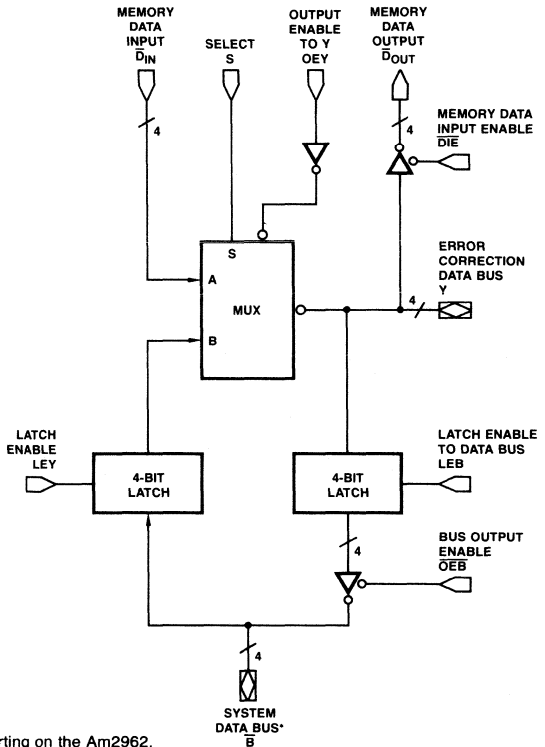 MEMORY
DATA
INPUT
D̅IN
SELECT
S
OUTPUT
ENABLE
TO Y
OEY
MEMORY
DATA
OUTPUT
D̅OUT
4
4
MEMORY DATA
INPUT ENABLE
D̅I̅E̅
S
A
MUX
B
4
ERROR
CORRECTION
DATA BUS
Y
LATCH
ENABLE
LEY
4-BIT
LATCH
4-BIT
LATCH
LATCH ENABLE
TO DATA BUS
LEB
4
BUS OUTPUT
ENABLE
O̅E̅B̅
4
SYSTEM
DATA BUS*
B̅
rting on the Am2962.